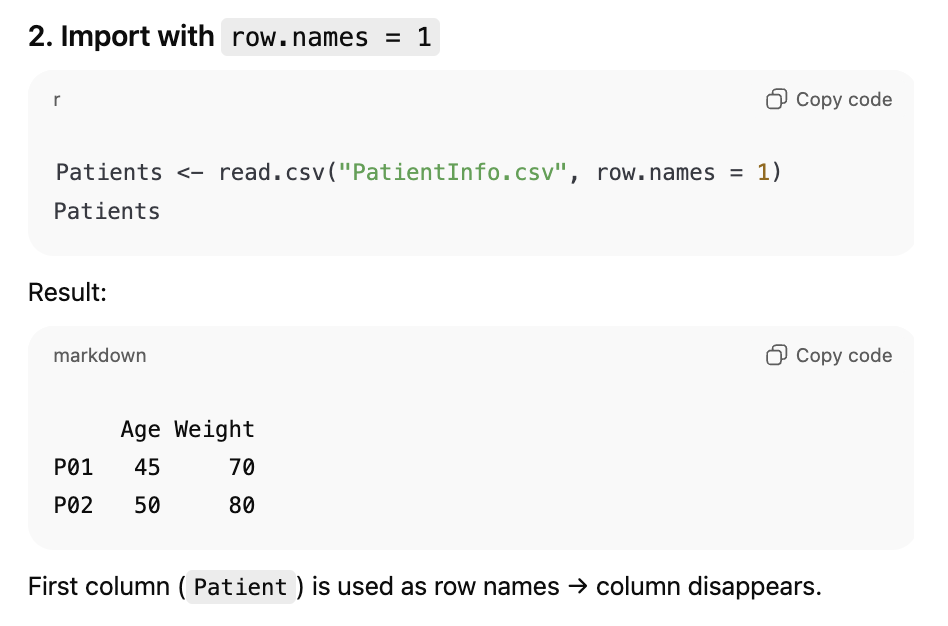 2. Import with row.names = 1
r
Copy code
Patients <- read.csv("PatientInfo.csv", row.names = 1)
Patients
Result:
markdown
Copy code
     Age Weight
P01   45     70
P02   50     80
First column (Patient) is used as row names → column disappears.